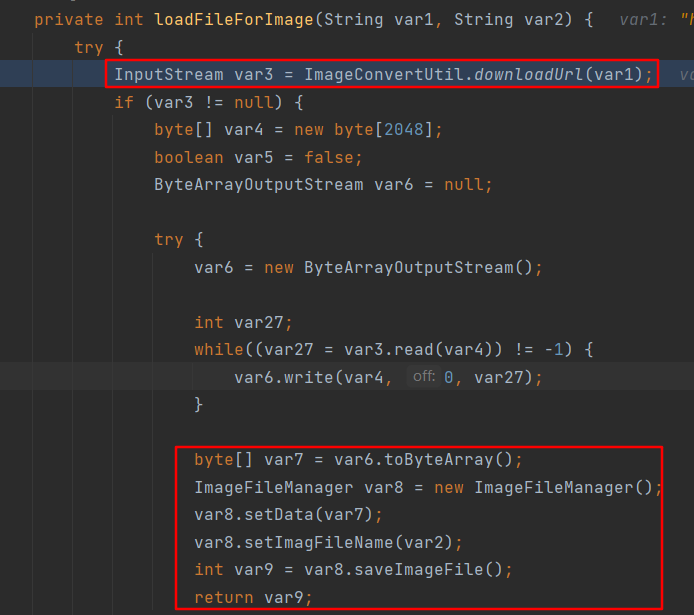 private int loadFileForImage(String var1, String var2) {   var1: "h
try {
InputStream var3 = ImageConvertUtil.downloadUrl(var1);   va
if (var3 != null) {
byte[] var4 = new byte[2048];
boolean var5 = false;
ByteArrayOutputStream var6 = null;
try {
var6 = new ByteArrayOutputStream();
int var27;
while((var27 = var3.read(var4)) != -1) {
var6.write(var4, off: 0, var27);
}
byte[] var7 = var6.toByteArray();
ImageFileManager var8 = new ImageFileManager();
var8.setData(var7);
var8.setImagFileName(var2);
int var9 = var8.saveImageFile();
return var9;